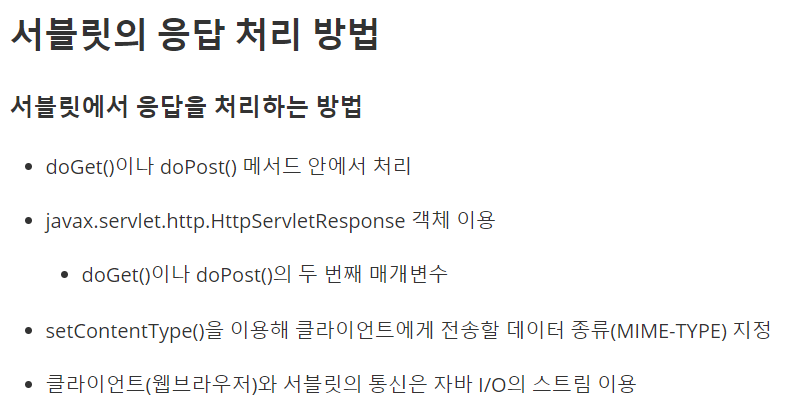 서블릿의 응답 처리 방법
서블릿에서 응답을 처리하는 방법
doGet()이나 doPost() 메서드 안에서 처리
javax.servlet.http.HttpServletResponse 객체 이용
doGet()이나 doPost()의 두 번째 매개변수
setContentType()을 이용해 클라이언트에게 전송할 데이터 종류(MIME-TYPE) 지정
클라이언트(웹브라우저)와 서블릿의 통신은 자바 I/O의 스트림 이용